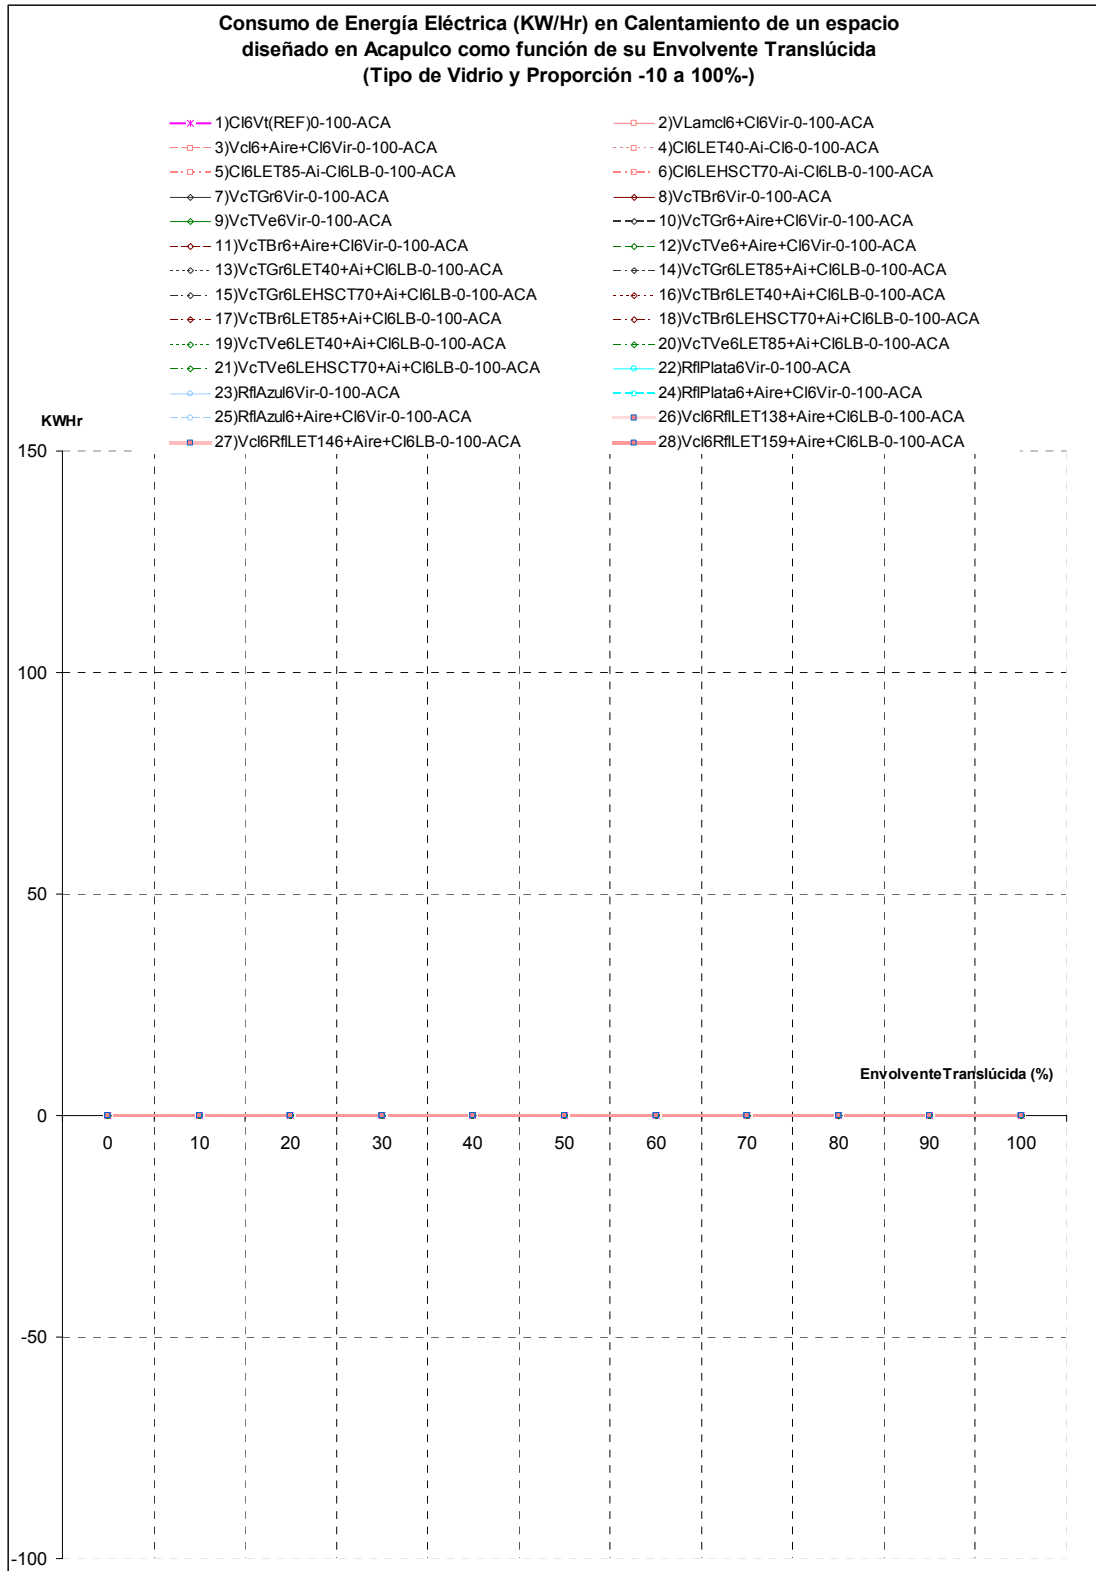 Consumo de Energía Eléctrica (KW/Hr) en Calentamiento de un espacio
diseñado en Acapulco como función de su Envolvente Translúcida
(Tipo de Vidrio y Proporción -10 a 100%-)
1)Cl6Vt(REF)0-100-ACA
2)VLamcl6+Cl6Vir-0-100-ACA
3)Vcl6+Aire+Cl6Vir-0-100-ACA
4)Cl6LET40-Ai-Cl6-0-100-ACA
5)Cl6LET85-Ai-Cl6LB-0-100-ACA
6)Cl6LEHSCT70-Ai-Cl6LB-0-100-ACA
7)VcTGr6Vir-0-100-ACA
8)VcTBr6Vir-0-100-ACA
9)VcTVe6Vir-0-100-ACA
10)VcTGr6+Aire+Cl6Vir-0-100-ACA
11)VcTBr6+Aire+Cl6Vir-0-100-ACA
12)VcTVe6+Aire+Cl6Vir-0-100-ACA
13)VcTGr6LET40+Ai+Cl6LB-0-100-ACA
14)VcTGr6LET85+Ai+Cl6LB-0-100-ACA
15)VcTGr6LEHSCT70+Ai+Cl6LB-0-100-ACA
16)VcTBr6LET40+Ai+Cl6LB-0-100-ACA
17)VcTBr6LET85+Ai+Cl6LB-0-100-ACA
18)VcTBr6LEHSCT70+Ai+Cl6LB-0-100-ACA
19)VcTVe6LET40+Ai+Cl6LB-0-100-ACA
20)VcTVe6LET85+Ai+Cl6LB-0-100-ACA
21)VcTVe6LEHSCT70+Ai+Cl6LB-0-100-ACA
22)RflPlata6Vir-0-100-ACA
23)RflAzul6Vir-0-100-ACA
24)RflPlata6+Aire+Cl6Vir-0-100-ACA
25)RflAzul6+Aire+Cl6Vir-0-100-ACA
26)Vcl6RflLET138+Aire+Cl6LB-0-100-ACA
27)Vcl6RflLET146+Aire+Cl6LB-0-100-ACA
28)Vcl6RflLET159+Aire+Cl6LB-0-100-ACA
KWHr
150
100
50
Envolvente Translúcida (%)
0
0 10 20 30 40 50 60 70 80 90 100
-50
-100